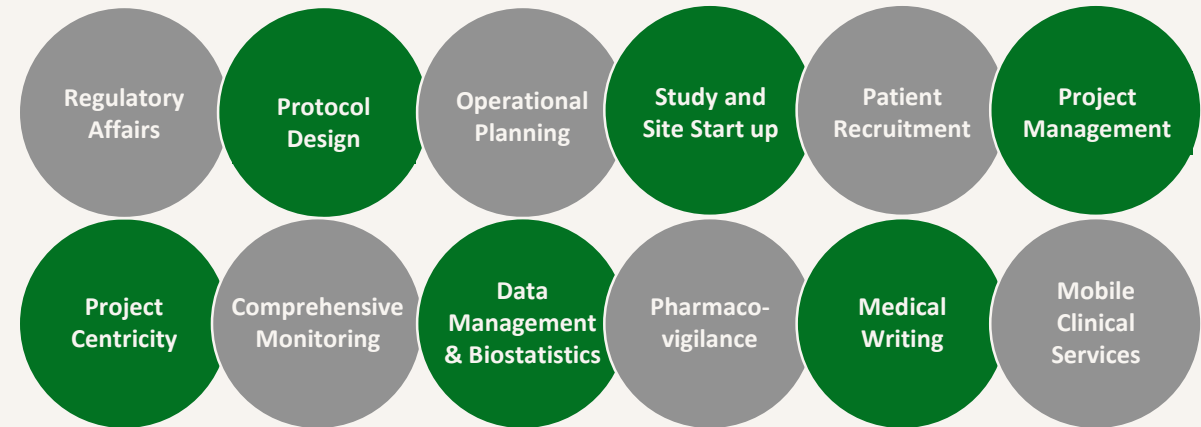 Regulatory
Affairs
Protocol
Design
Operational
Planning
Study and
Site Start up
Patient
Recruitment
Project
Management
Project
Centricity
Comprehensive
Monitoring
Data
Management
& Biostatistics
Pharmaco-
vigilance
Medical
Writing
Mobile
Clinical
Services